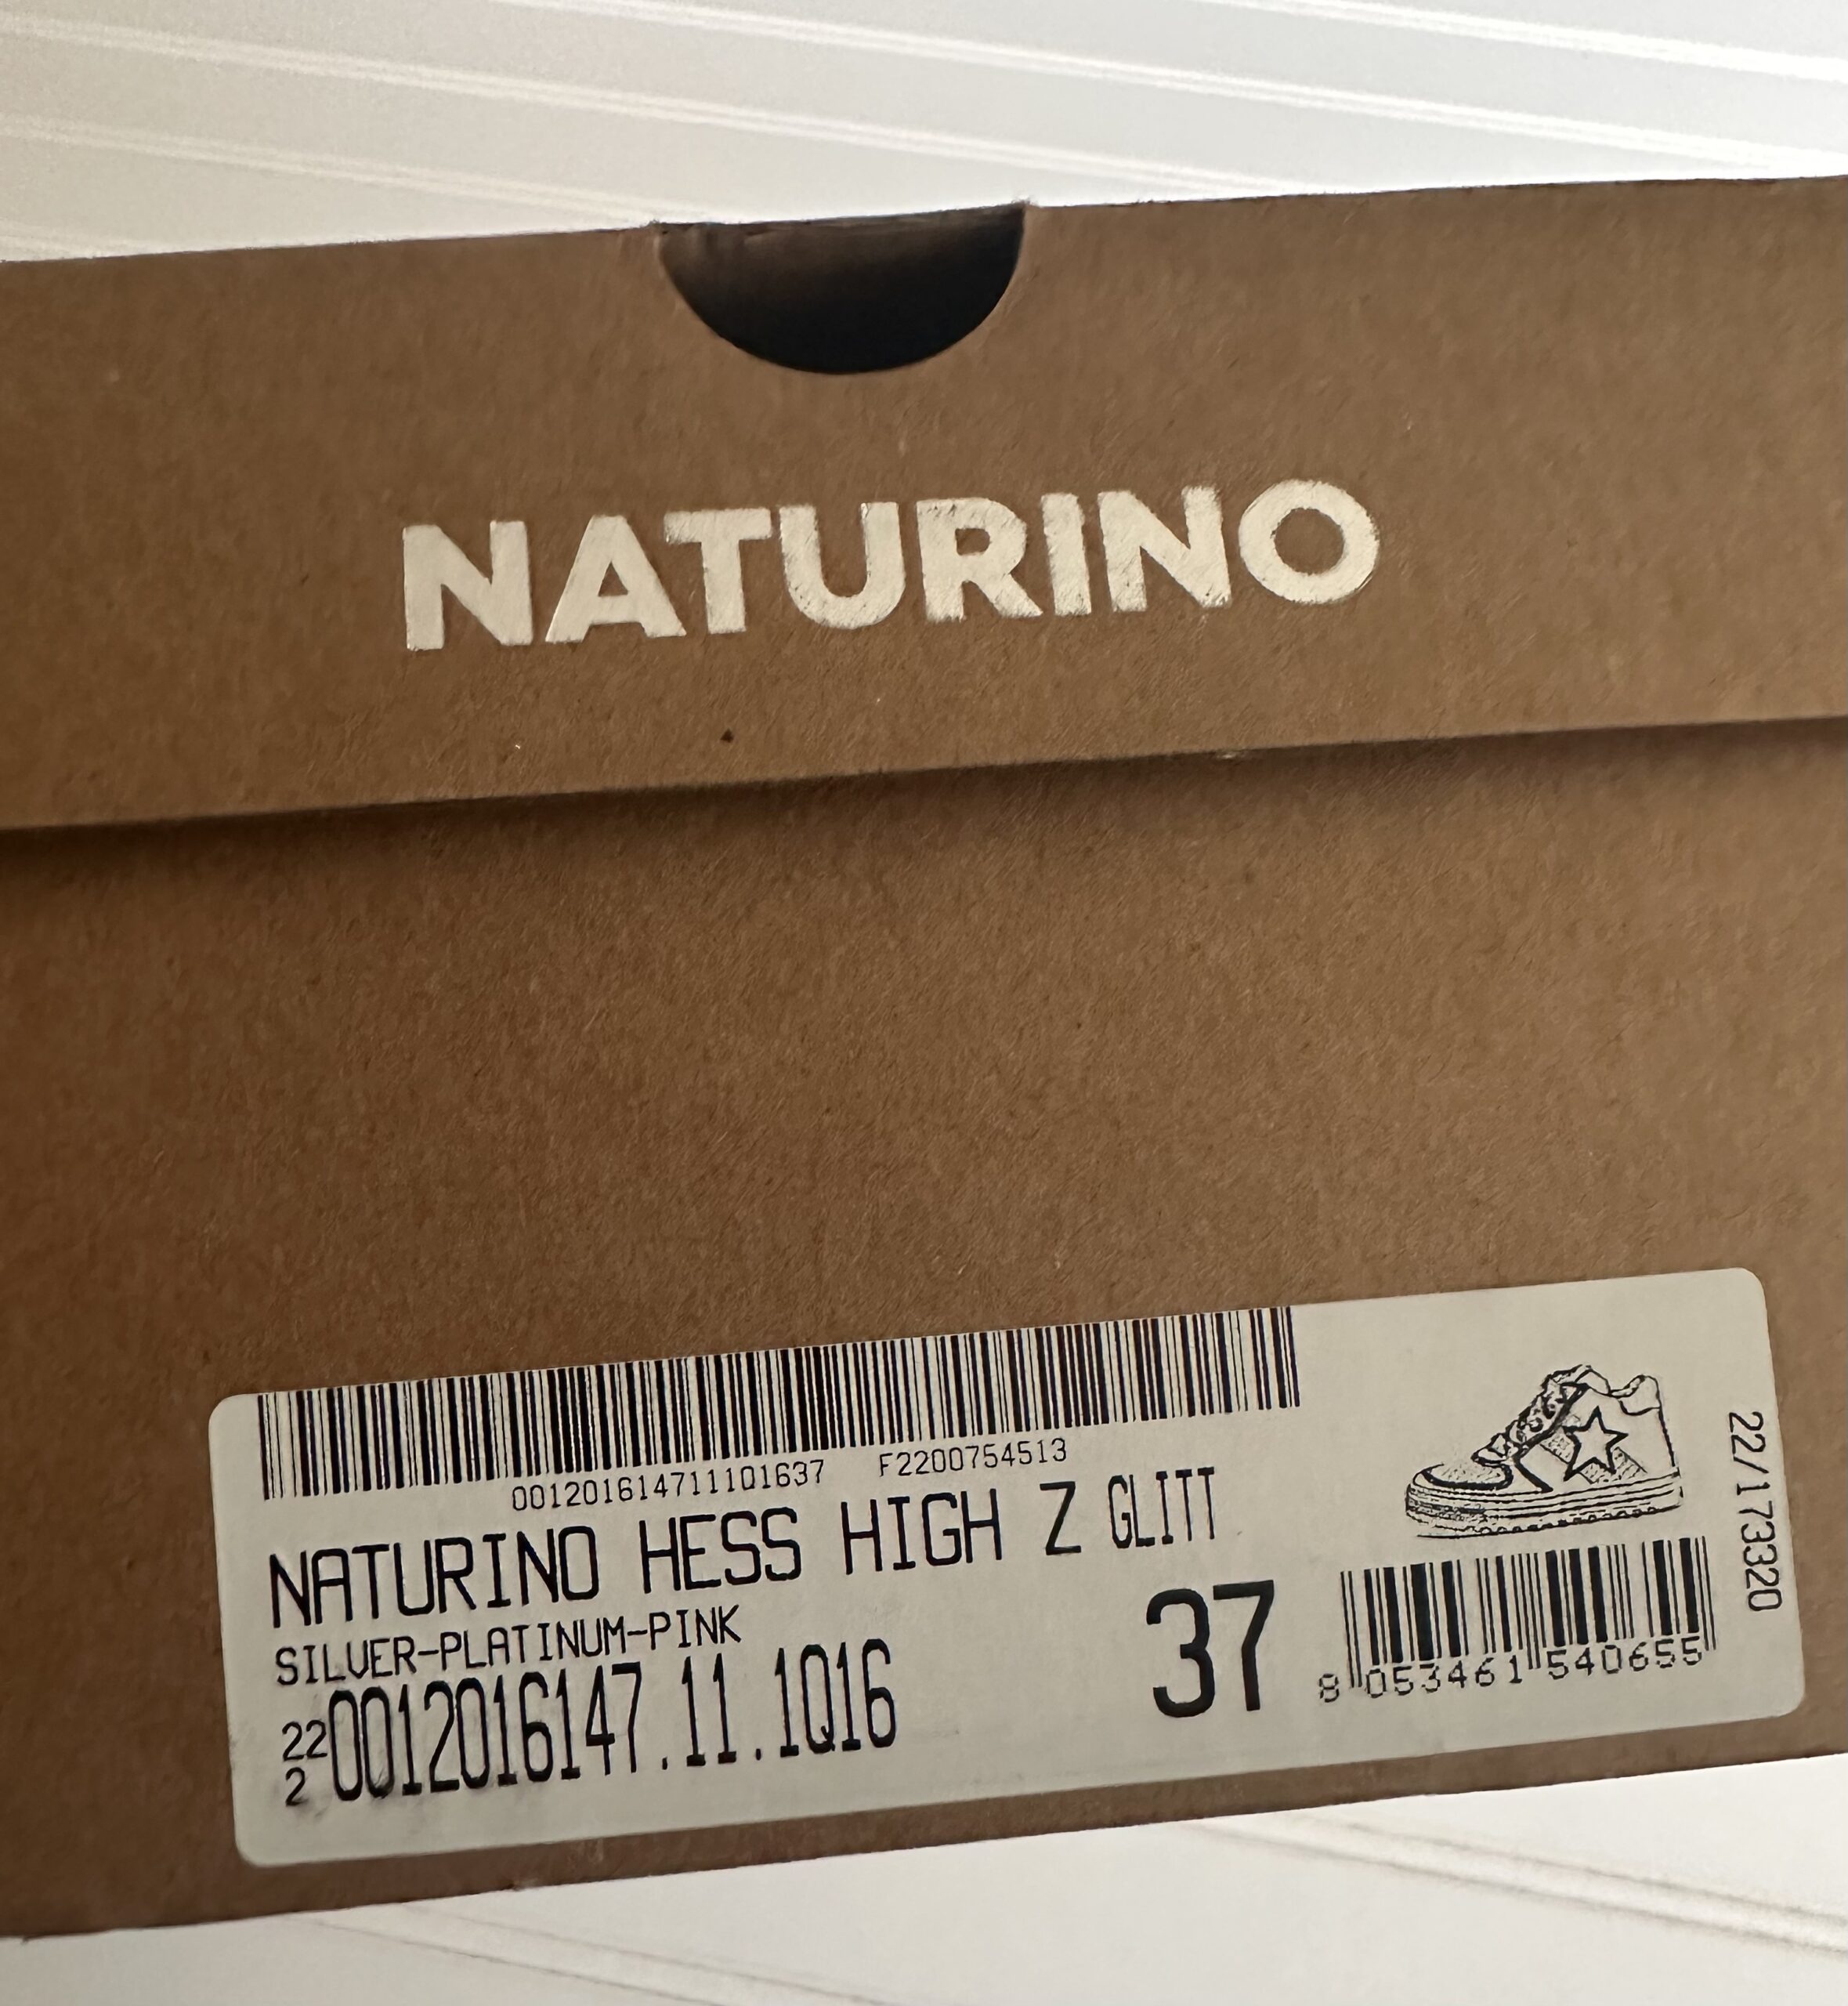 NATURINO
001201614711101637 F2200754513
NATURINO HESS HIGH Z GLITT
SILVER-PLATINUM-PINK
22
2
0012016147.11.1Q16
37
8 053461 540655
22/173320